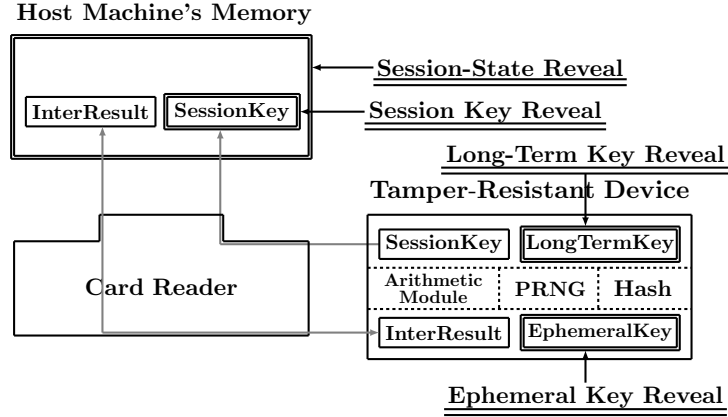 Host Machine's Memory
Session-State Reveal
InterResult
SessionKey
Session Key Reveal
Long-Term Key Reveal
Tamper-Resistant Device
SessionKey
LongTermKey
Card Reader
Arithmetic
Module
PRNG
Hash
InterResult
EphemeralKey
Ephemeral Key Reveal